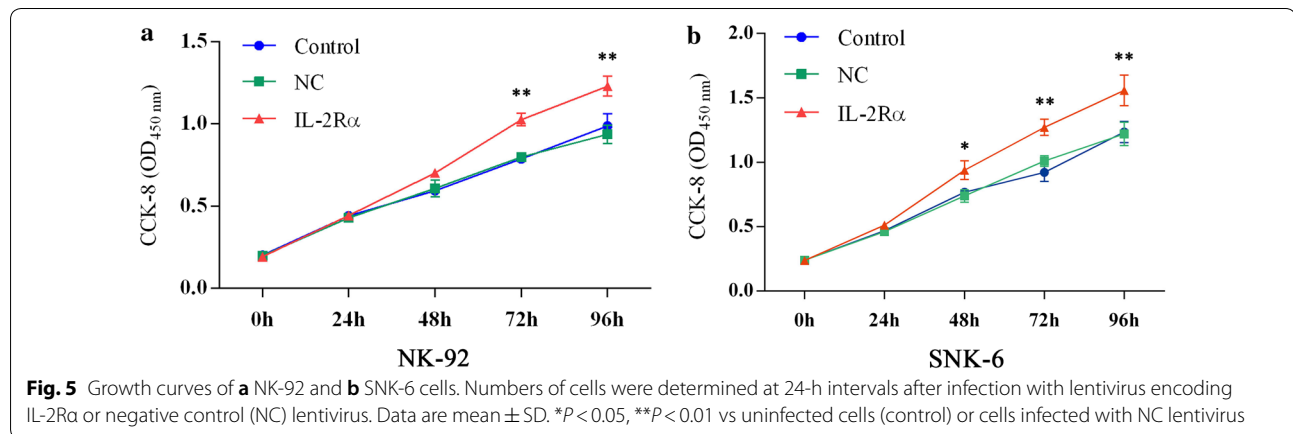 a
1.5
1.0
0.5
0.0
CCK-8 (OD450 nm)
Control
NC
IL-2Rα
**
**
0h 24h 48h 72h 96h
NK-92
b
2.0
1.5
1.0
0.5
0.0
CCK-8 (OD450 nm)
Control
NC
IL-2Rα
*
**
**
0h 24h 48h 72h 96h
SNK-6
Fig. 5 Growth curves of a NK-92 and b SNK-6 cells. Numbers of cells were determined at 24-h intervals after infection with lentivirus encoding
IL-2Rα or negative control (NC) lentivirus. Data are mean ± SD. *P < 0.05, **P < 0.01 vs uninfected cells (control) or cells infected with NC lentivirus